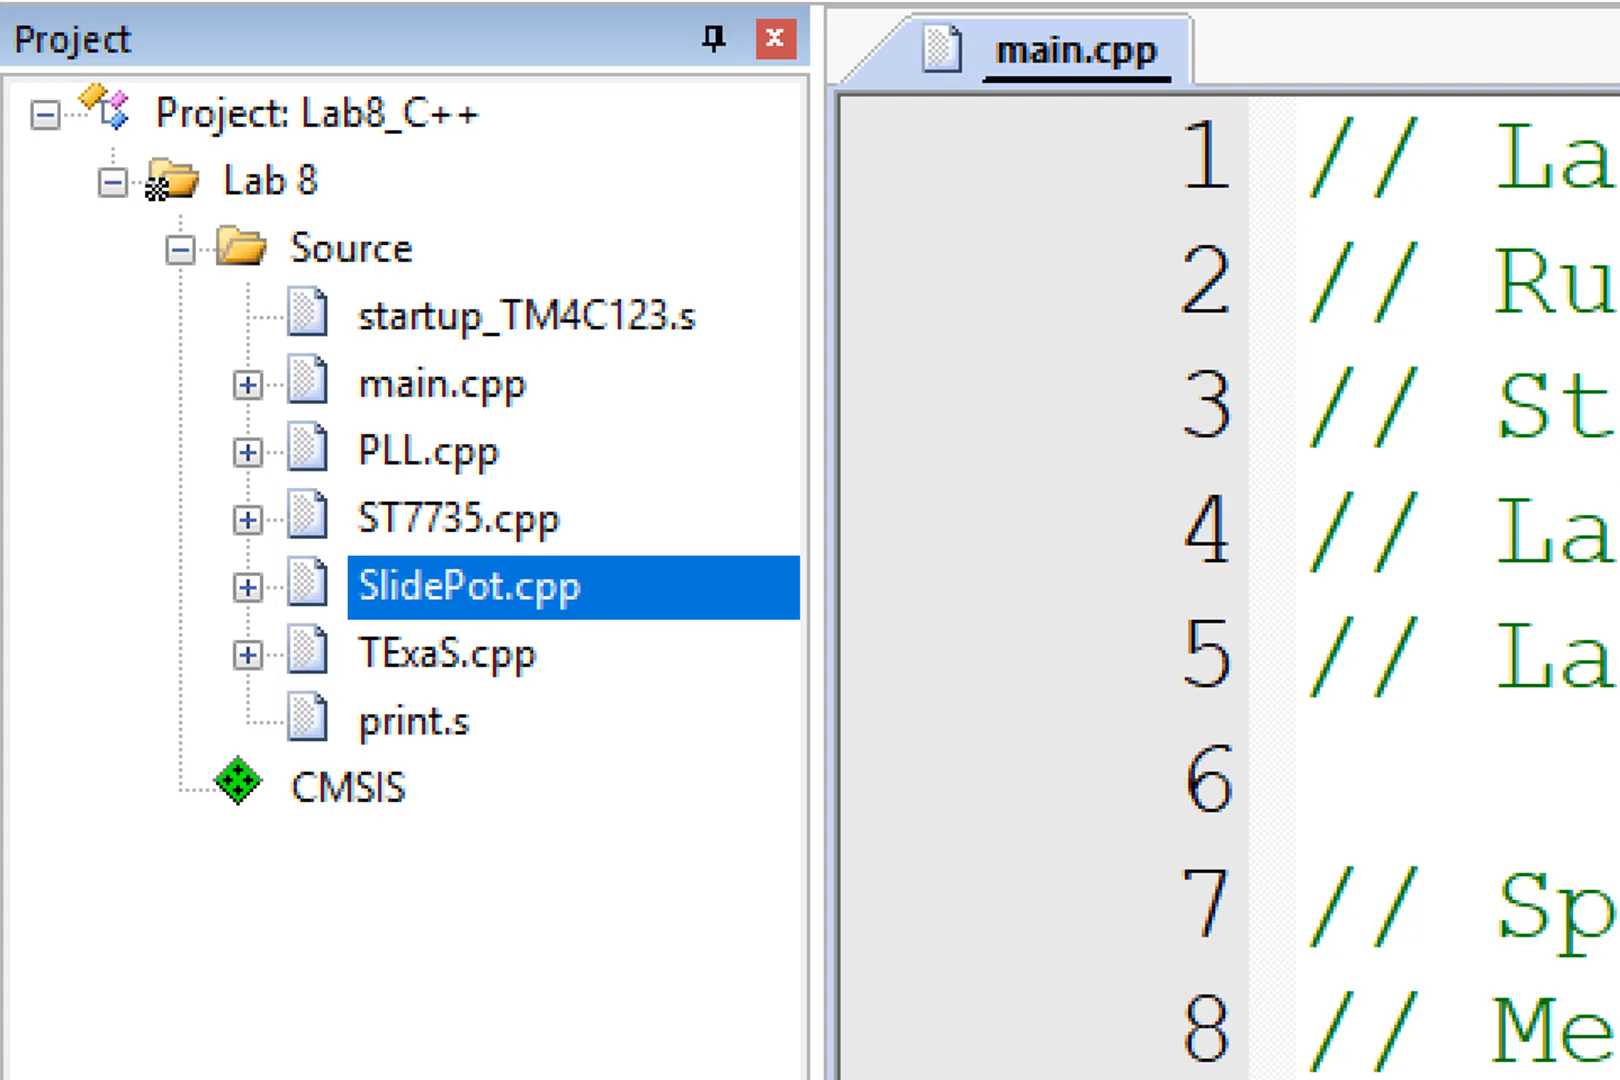 Project
Project: Lab8_C++
Lab 8
Source
startup_TM4C123.s
main.cpp
PLL.cpp
ST7735.cpp
SlidePot.cpp
TExaS.cpp
print.s
CMSIS
main.cpp
1 // La
2 // Ru
3 // St
4 // La
5 // La
6
7 // Sp
8 // Me